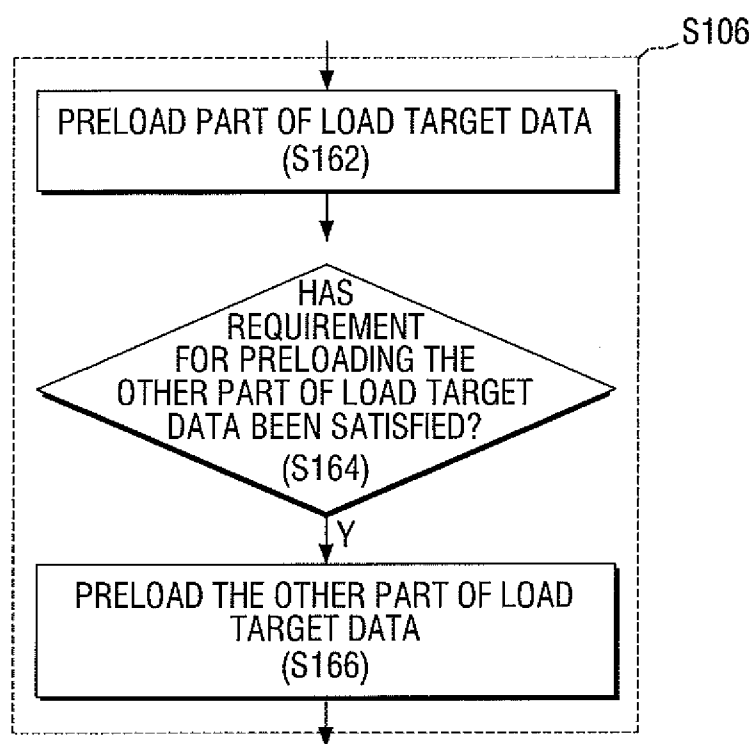 S106
PRELOAD PART OF LOAD TARGET DATA
(S162)
HAS
REQUIREMENT
FOR PRELOADING THE
OTHER PART OF LOAD TARGET
DATA BEEN SATISFIED?
(S164)
Y
PRELOAD THE OTHER PART OF LOAD
TARGET DATA
(S166)